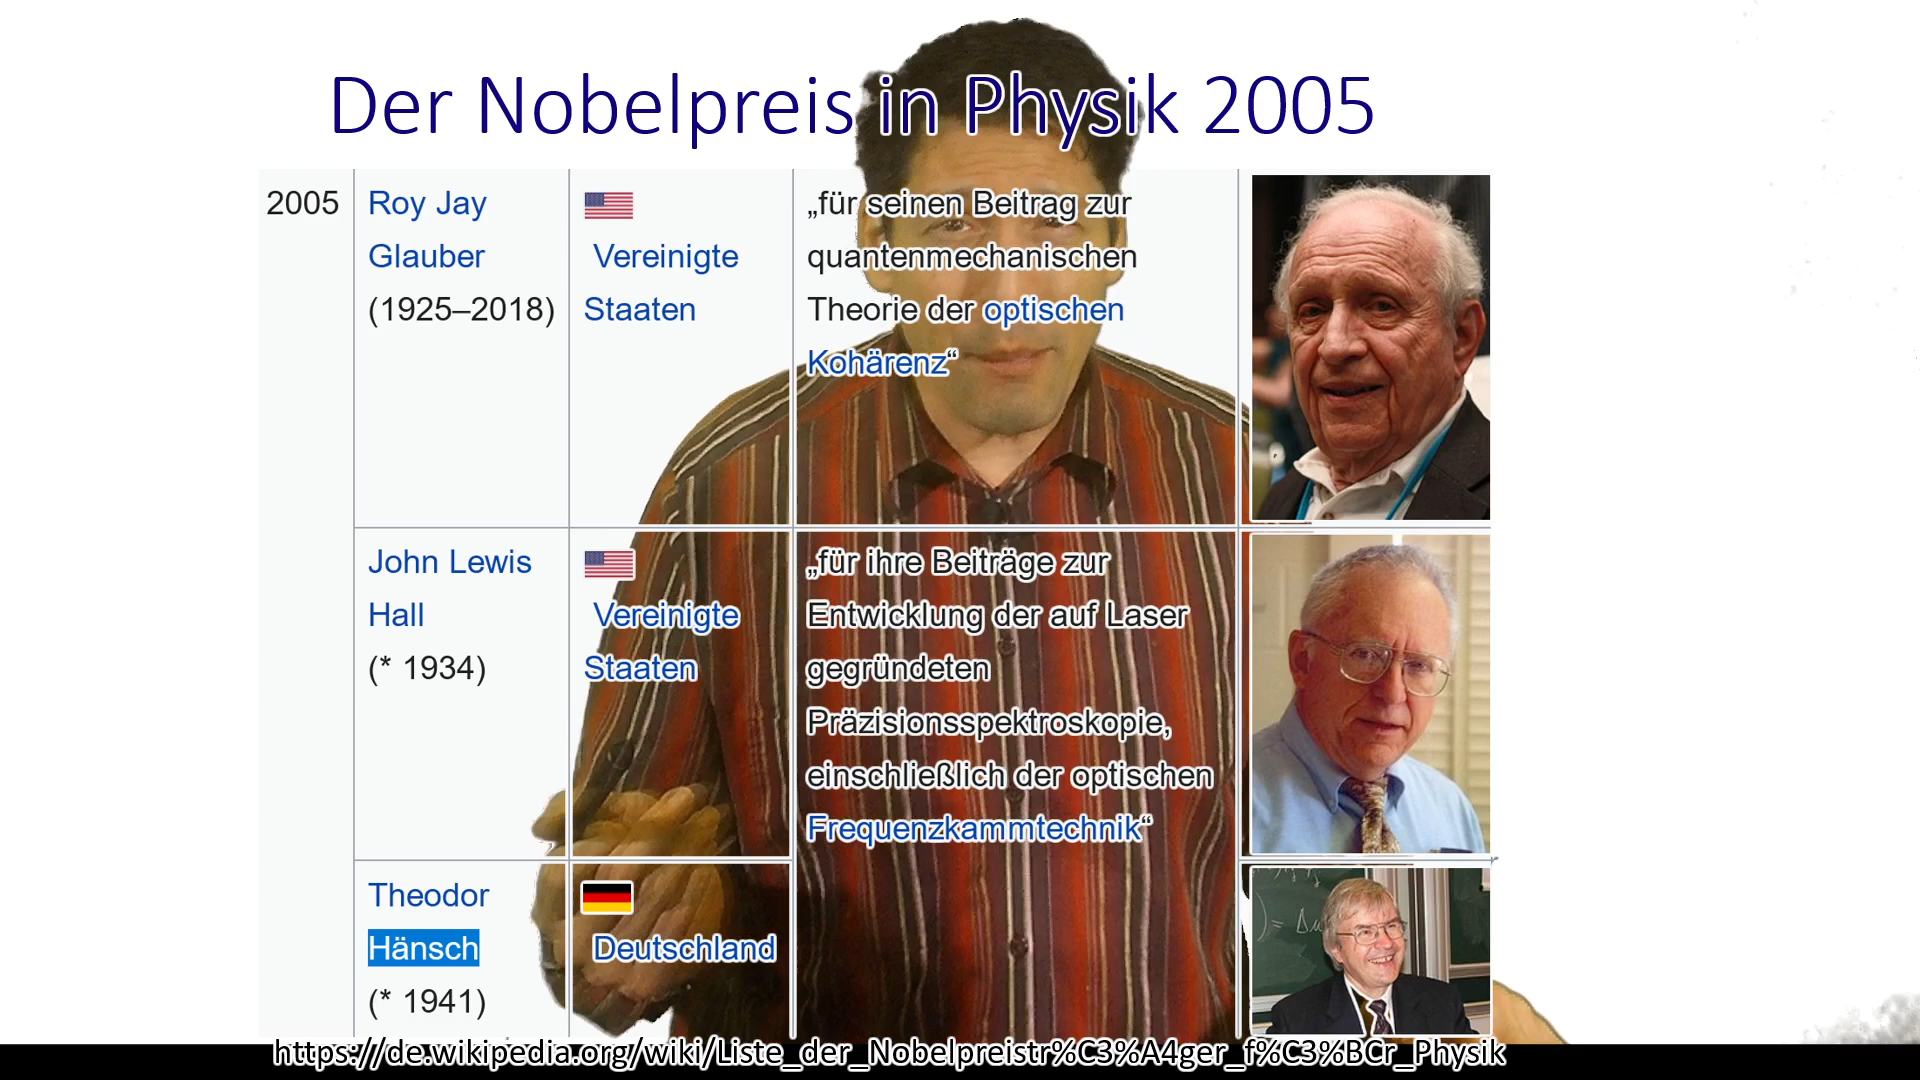 Der Nobelpreis in Physik 2005
2005
Roy Jay
Glauber
(1925–2018)
Vereinigte
Staaten
„für seinen Beitrag zur
quantenmechanischen
Theorie der optischen
Kohärenz“
John Lewis
Hall
(* 1934)
Vereinigte
Staaten
„für ihre Beiträge zur
Entwicklung der auf Laser
gegründeten
Präzisionsspektroskopie,
einschließlich der optischen
Frequenzkammtechnik“
Theodor
Hänsch
(* 1941)
Deutschland
https://de.wikipedia.org/wiki/Liste_der_Nobelpreistr%C3%A4ger_f%C3%BCr_Physik